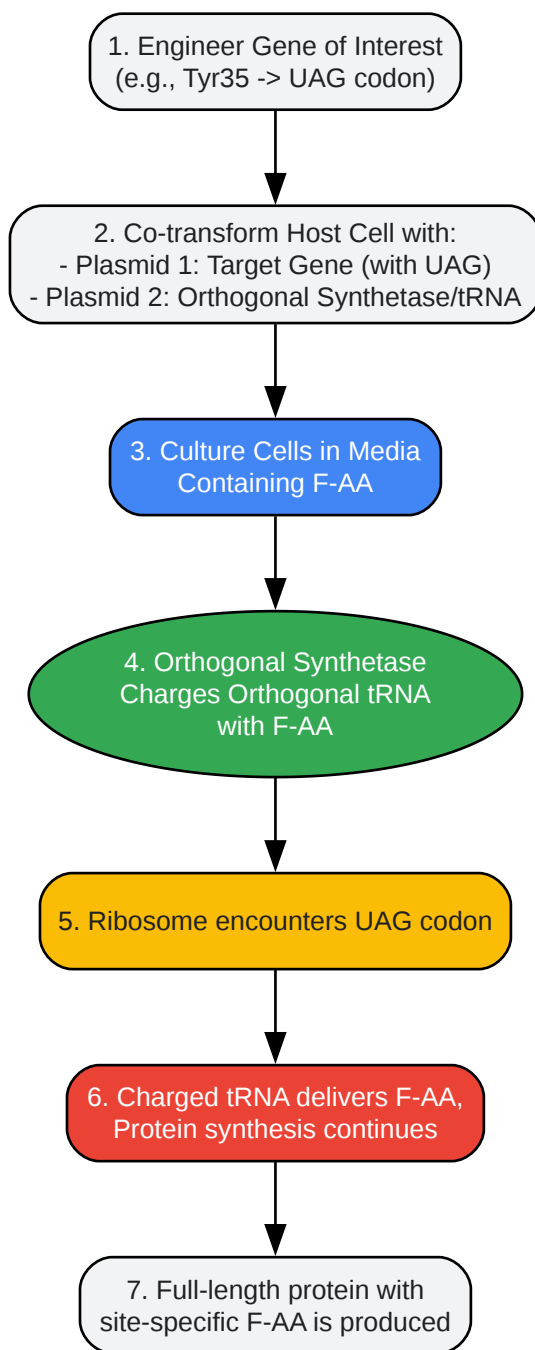 1. Engineer Gene of Interest
(e.g., Tyr35 -> UAG codon)
2. Co-transform Host Cell with:
- Plasmid 1: Target Gene (with UAG)
- Plasmid 2: Orthogonal Synthetase/tRNA
3. Culture Cells in Media
Containing F-AA
4. Orthogonal Synthetase
Charges Orthogonal tRNA
with F-AA
5. Ribosome encounters UAG codon
6. Charged tRNA delivers F-AA,
Protein synthesis continues
7. Full-length protein with
site-specific F-AA is produced